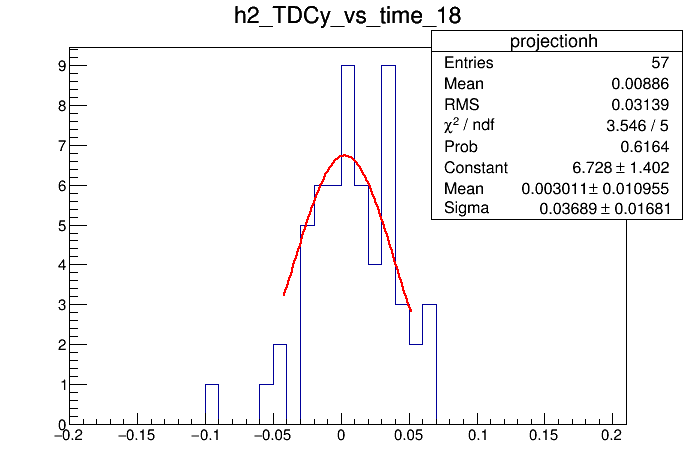 h2_TDCy_vs_time_18
projectionh
Entries 57
Mean 0.00886
RMS 0.03139
χ² / ndf 3.546 / 5
Prob 0.6164
Constant 6.728 ± 1.402
Mean 0.003011± 0.010955
Sigma 0.03689 ± 0.01681
9
8
7
6
5
4
3
2
1
0
−0.2 −0.15 −0.1 −0.05 0 0.05 0.1 0.15 0.2